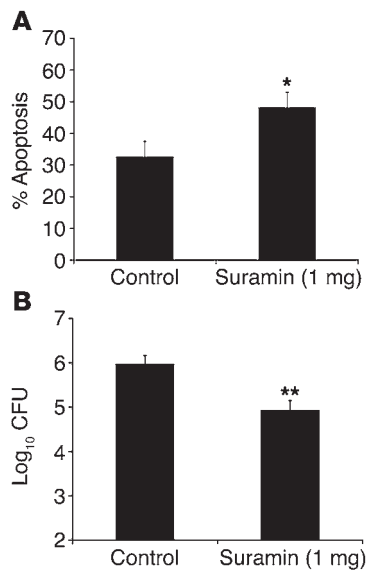 A
70
60
50
40
30
20
10
0
% Apoptosis
*
Control Suramin (1 mg)
B
7
6
5
4
3
2
Log10 CFU
**
Control Suramin (1 mg)